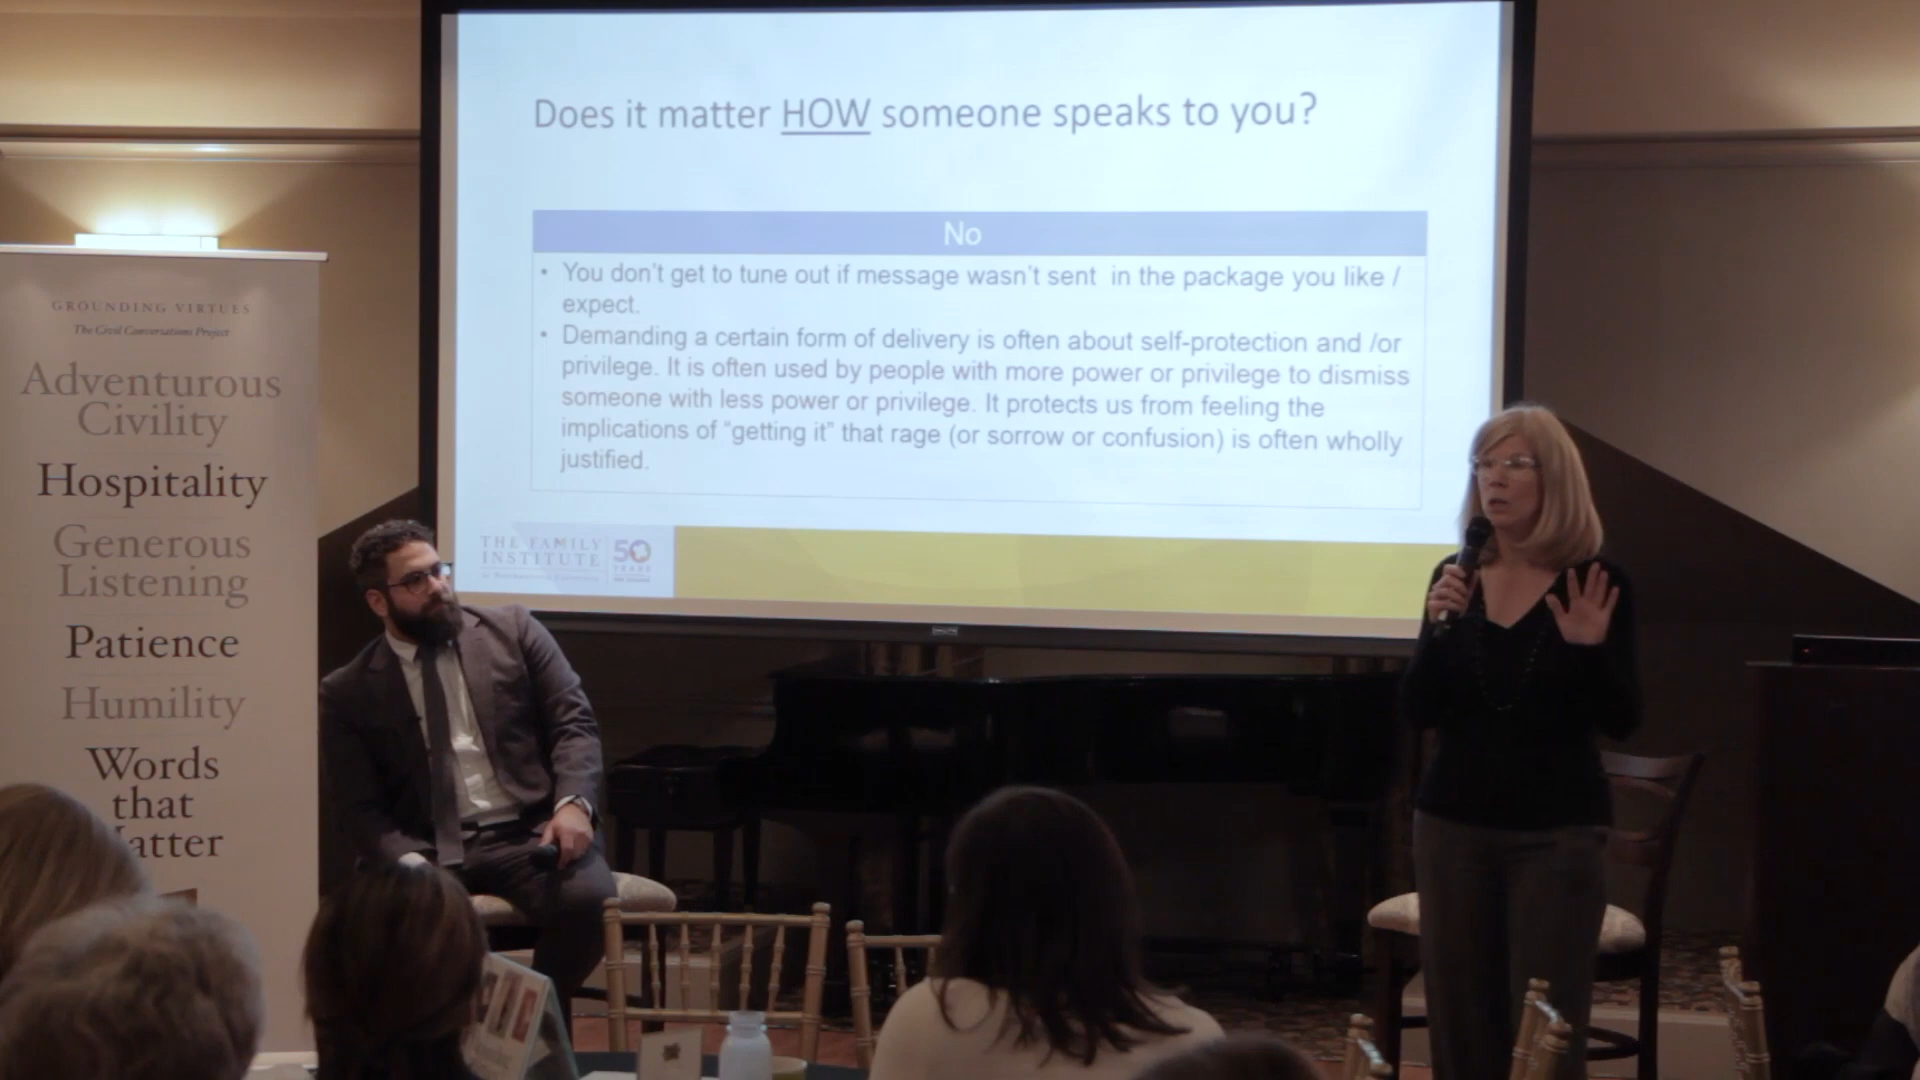 Does it matter HOW someone speaks to you?
No
• You don't get to tune out if message wasn't sent in the package you like /
expect.
• Demanding a certain form of delivery is often about self-protection and /or
privilege. It is often used by people with more power or privilege to dismiss
someone with less power or privilege. It protects us from feeling the
implications of “getting it” that rage (or sorrow or confusion) is often wholly
justified.
THE FAMILY
INSTITUTE
50
YEARS
GROUNDING VIRTUES
The Civil Conversations Project
Adventurous
Civility
Hospitality
Generous
Listening
Patience
Humility
Words
that
atter